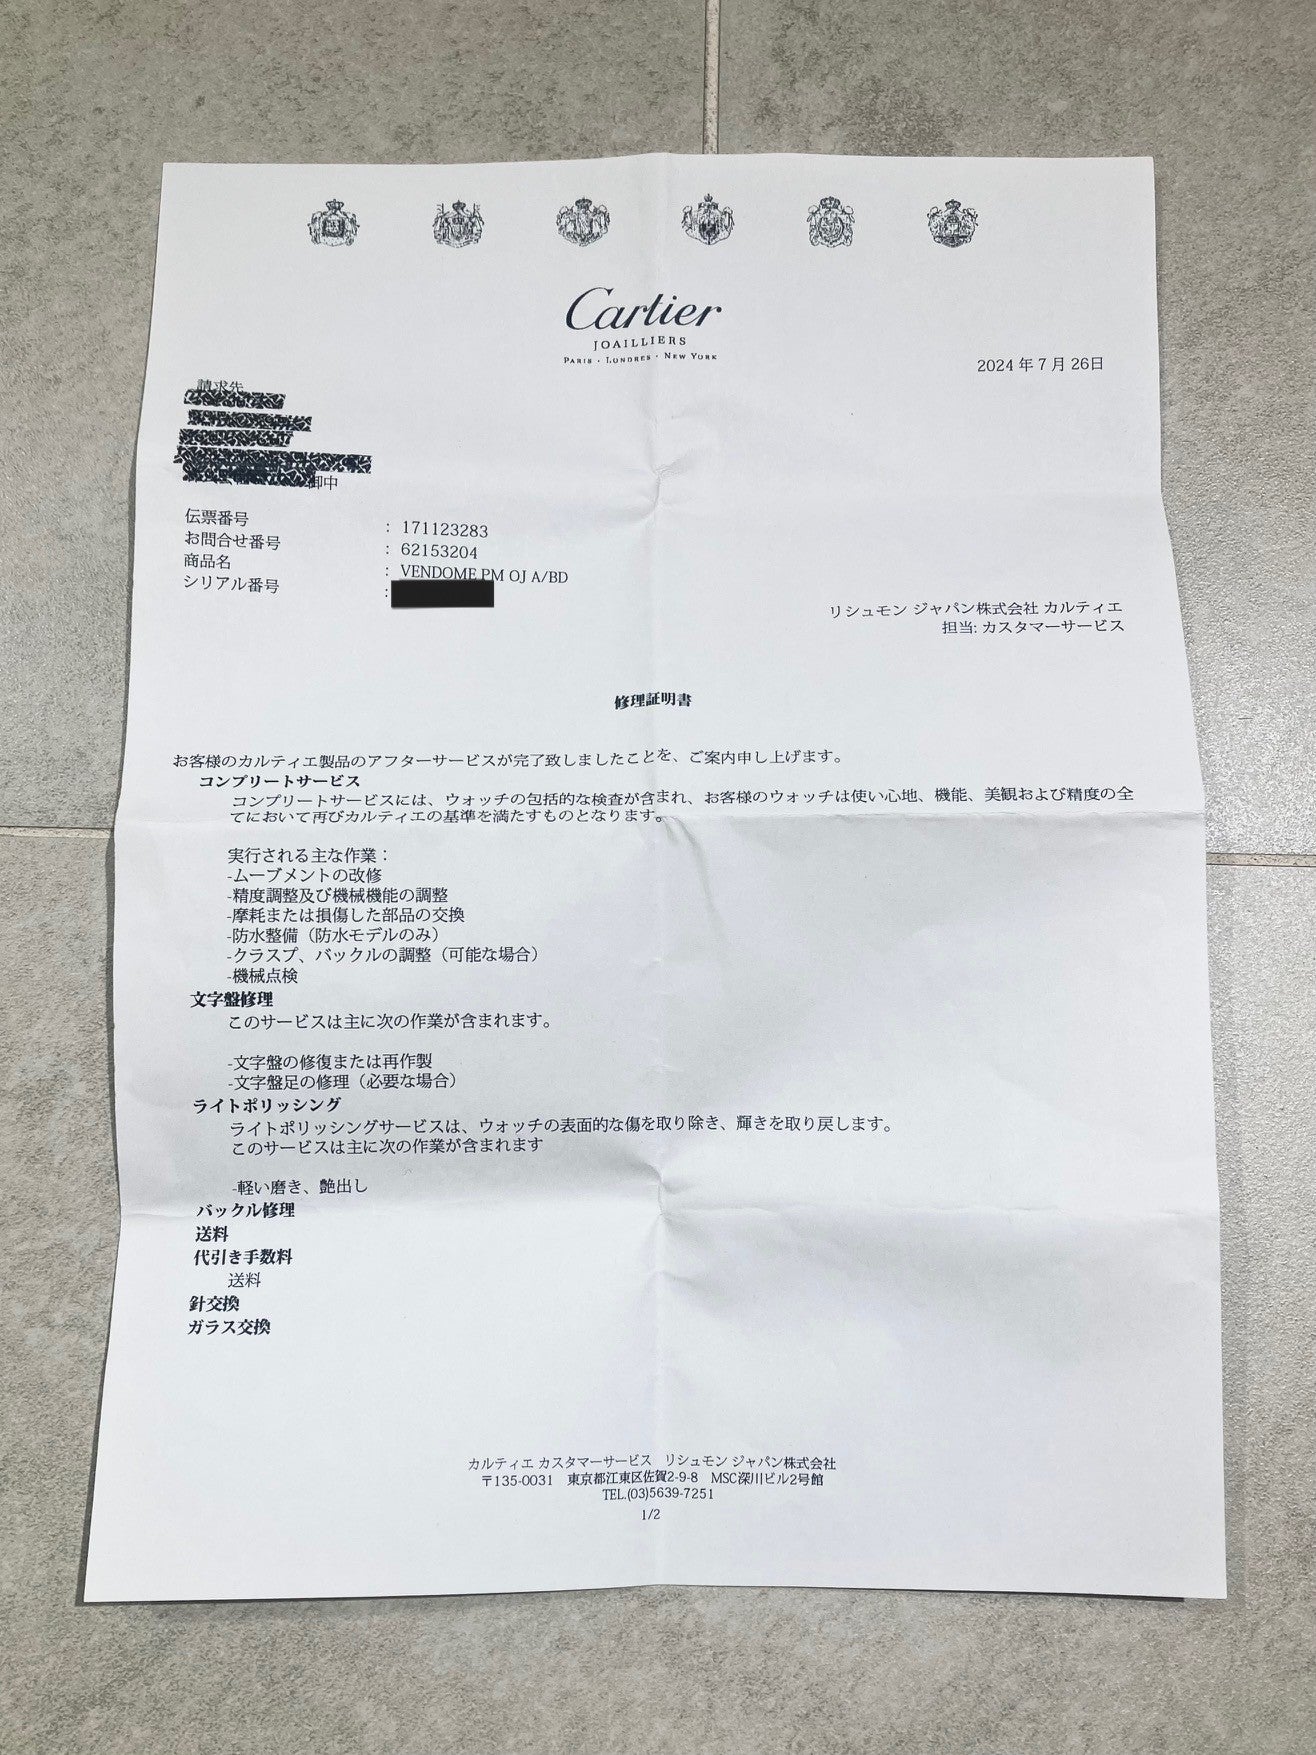 Cartier
JOAILLIERS
PARIS · LONDRES · NEW YORK
2024 年 7 月 26日
請求先
御中
伝票番号 : 171123283
お問合せ番号 : 62153204
商品名 : VENDOME PM OJ A/BD
シリアル番号 :
リシュモン ジャパン株式会社 カルティエ
担当: カスタマーサービス
修理証明書
お客様のカルティエ製品のアフターサービスが完了致しましたことを、ご案内申し上げます。
コンプリートサービス
コンプリートサービスには、ウォッチの包括的な検査が含まれ、お客様のウォッチは使い心地、機能、美観および精度の全
てにおいて再びカルティエの基準を満たすものとなります。
実行される主な作業：
-ムーブメントの改修
-精度調整及び機械機能の調整
-摩耗または損傷した部品の交換
-防水整備（防水モデルのみ）
-クラスプ、バックルの調整（可能な場合）
-機械点検
文字盤修理
このサービスは主に次の作業が含まれます。
-文字盤の修復または再作製
-文字盤足の修理（必要な場合）
ライトポリッシング
ライトポリッシングサービスは、ウォッチの表面的な傷を取り除き、輝きを取り戻します。
このサービスは主に次の作業が含まれます
-軽い磨き、艶出し
バックル修理
送料
代引き手数料
送料
針交換
ガラス交換
カルティエ カスタマーサービス　リシュモン ジャパン株式会社
〒135-0031　東京都江東区佐賀2-9-8　MSC深川ビル2号館
TEL.(03)5639-7251
1/2